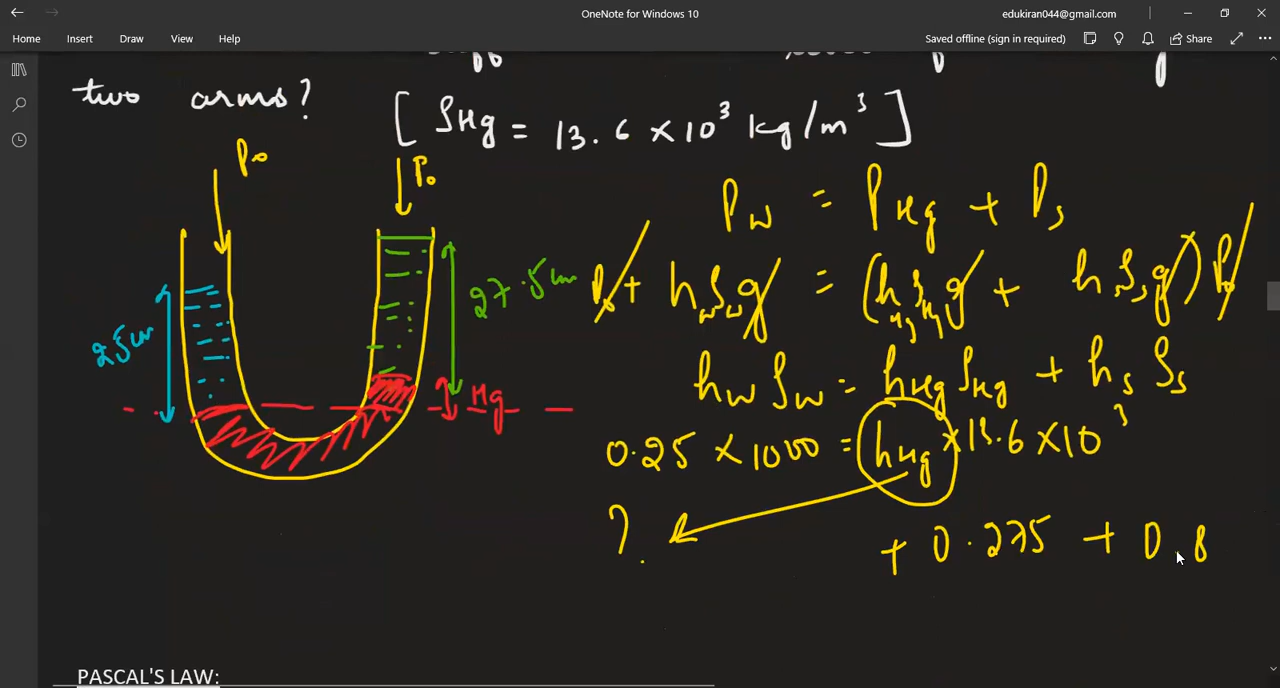 OneNote for Windows 10
edukiran044@gmail.com
Home Insert Draw View Help
Saved offline (sign in required) Share
two arms?
[ ρHg = 13.6 × 10³ kg/m³ ]
P₀
P₀
25cm
27.5cm
Hg
Pw = PHg + Ps
P₀ + hwρwg = (hHgρHgg + hsρsg) P₀
hwρw = hHgρHg + hsρs
0.25 × 1000 = hHg × 13.6 × 10³
? + 0.275 + 0.8
PASCAL'S LAW: